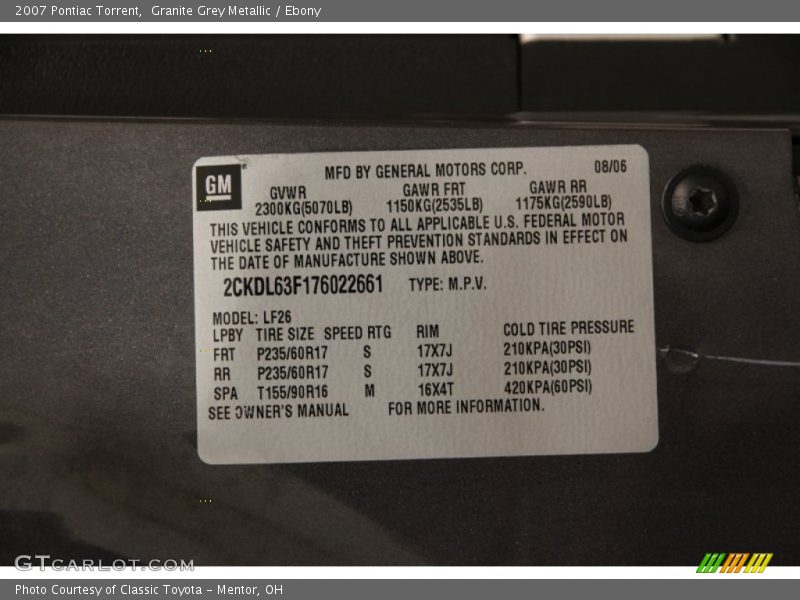 2007 Pontiac Torrent,  Granite Grey Metallic / Ebony
GM
MFD BY GENERAL MOTORS CORP. 08/06
GVWR GAWR FRT GAWR RR
2300KG(5070LB) 1150KG(2535LB) 1175KG(2590LB)
THIS VEHICLE CONFORMS TO ALL APPLICABLE U.S. FEDERAL MOTOR
VEHICLE SAFETY AND THEFT PREVENTION STANDARDS IN EFFECT ON
THE DATE OF MANUFACTURE SHOWN ABOVE.
2CKDL63F176022661 TYPE: M.P.V.
MODEL: LF26
LPBY TIRE SIZE SPEED RTG RIM COLD TIRE PRESSURE
FRT P235/60R17 S 17X7J 210KPA(30PSI)
RR P235/60R17 S 17X7J 210KPA(30PSI)
SPA T155/90R16 M 16X4T 420KPA(60PSI)
SEE OWNER'S MANUAL FOR MORE INFORMATION.
GTCARLOT.COM
Photo Courtesy of Classic Toyota - Mentor, OH